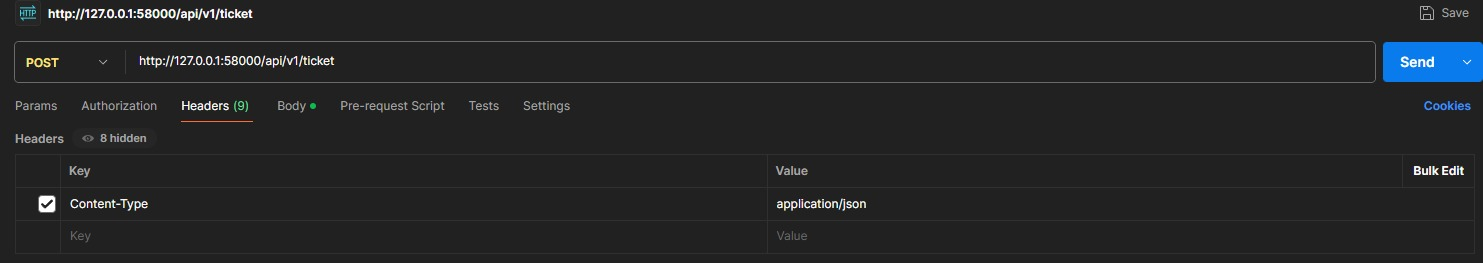 HTTP http://127.0.0.1:58000/api/v1/ticket Save
POST http://127.0.0.1:58000/api/v1/ticket Send
Params Authorization Headers (9) Body Pre-request Script Tests Settings Cookies
Headers 8 hidden
Key Value Bulk Edit
Content-Type application/json
Key Value